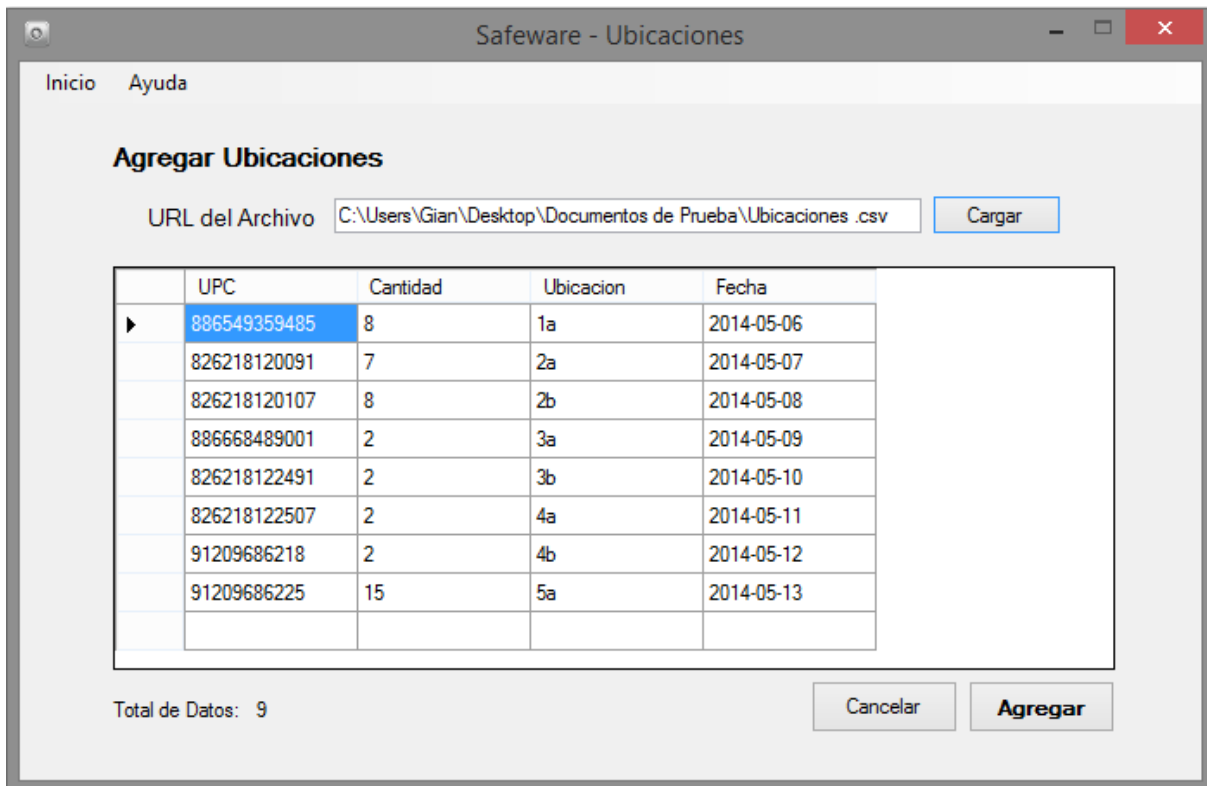 Safeware - Ubicaciones
Inicio Ayuda
Agregar Ubicaciones
URL del Archivo C:\Users\Gian\Desktop\Documentos de Prueba\Ubicaciones .csv Cargar
UPC Cantidad Ubicacion Fecha
886549359485 8 1a 2014-05-06
826218120091 7 2a 2014-05-07
826218120107 8 2b 2014-05-08
886668489001 2 3a 2014-05-09
826218122491 2 3b 2014-05-10
826218122507 2 4a 2014-05-11
91209686218 2 4b 2014-05-12
91209686225 15 5a 2014-05-13
Total de Datos: 9 Cancelar Agregar